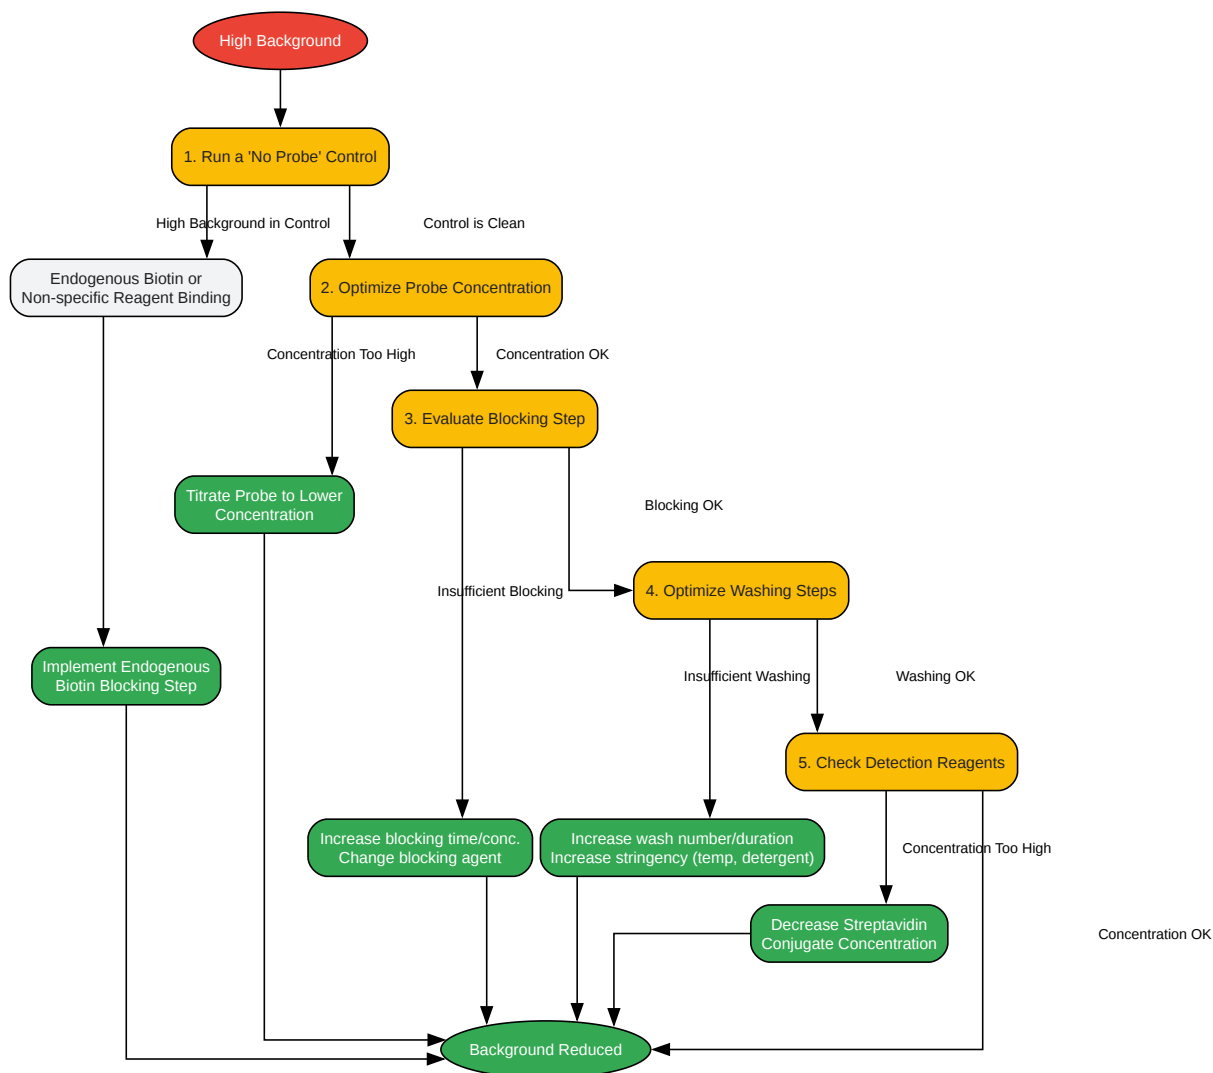 High Background
1. Run a 'No Probe' Control
High Background in Control
Control is Clean
Endogenous Biotin or
Non-specific Reagent Binding
2. Optimize Probe Concentration
Concentration Too High
Concentration OK
3. Evaluate Blocking Step
Titrate Probe to Lower
Concentration
Blocking OK
Insufficient Blocking
4. Optimize Washing Steps
Implement Endogenous
Biotin Blocking Step
Insufficient Washing
Washing OK
5. Check Detection Reagents
Increase blocking time/conc.
Change blocking agent
Increase wash number/duration
Increase stringency (temp, detergent)
Concentration Too High
Decrease Streptavidin
Conjugate Concentration
Concentration OK
Background Reduced